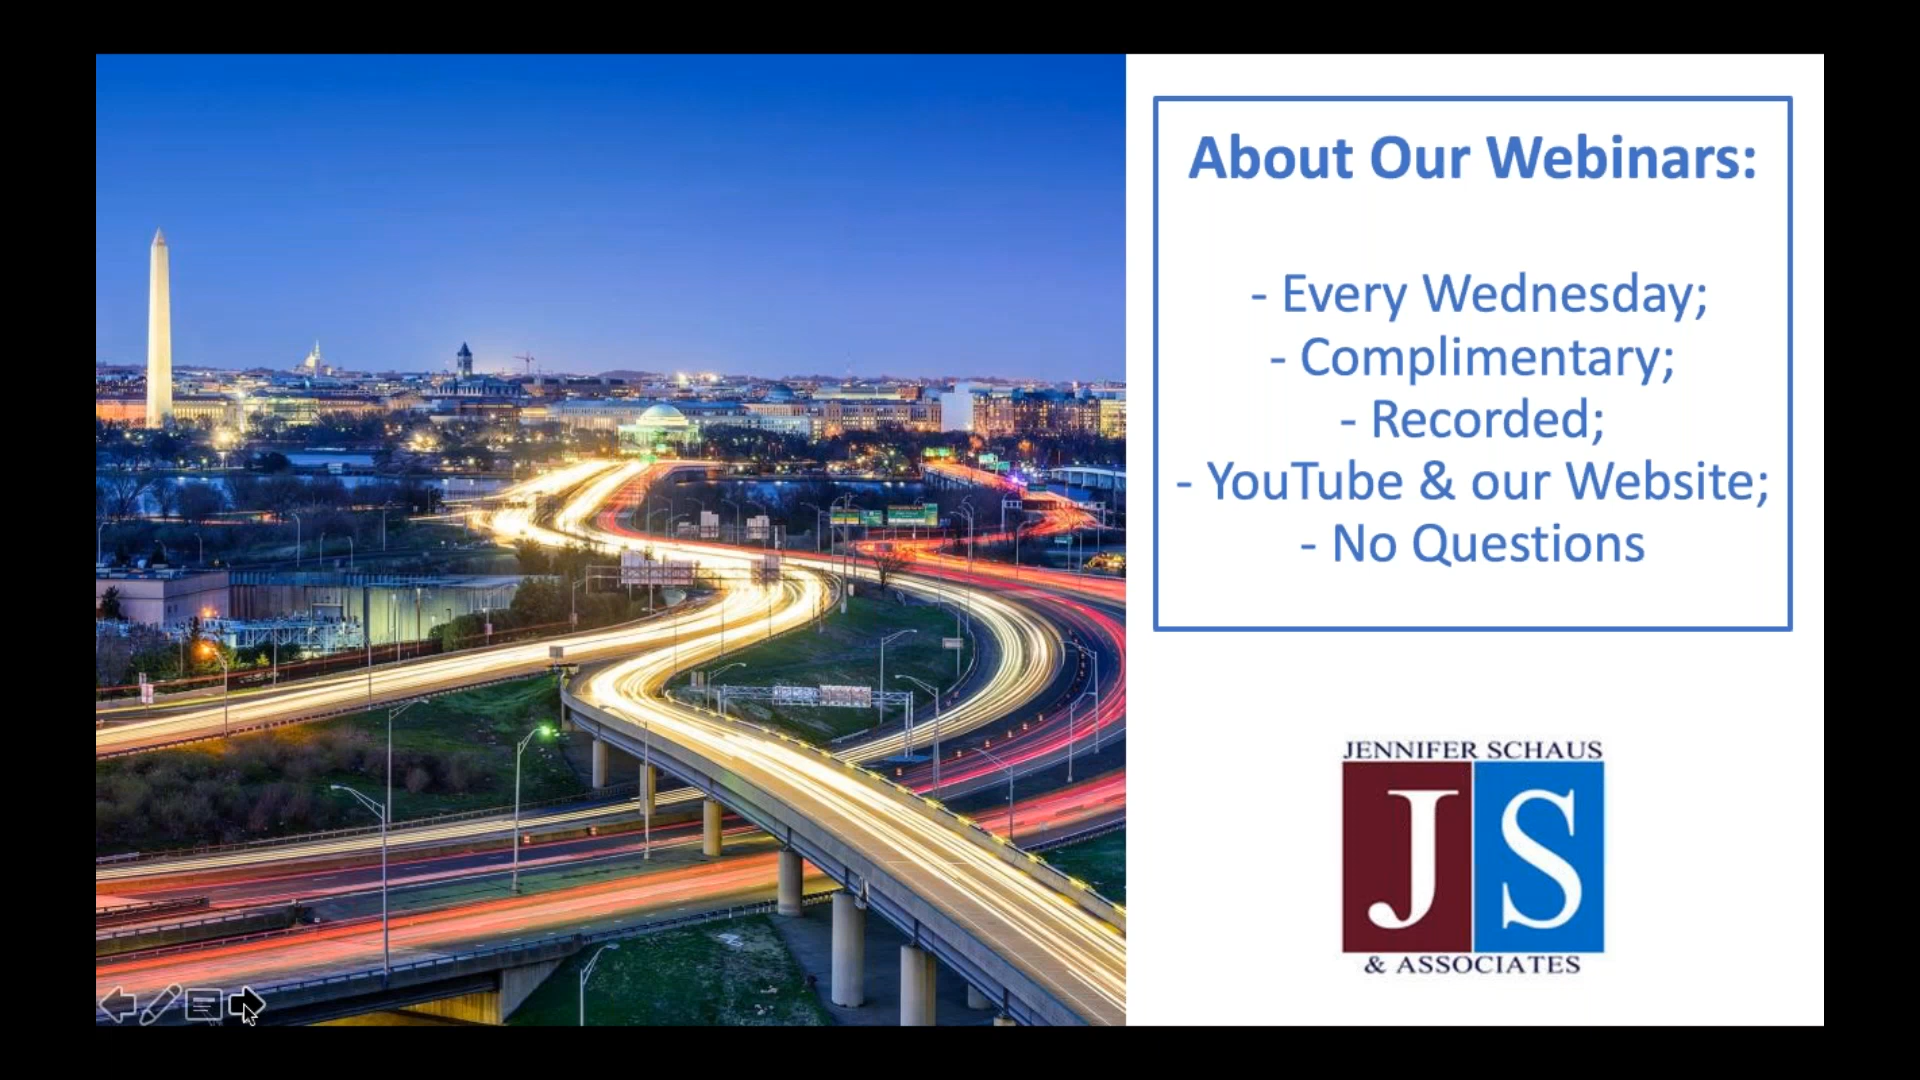 About Our Webinars:
- Every Wednesday;
- Complimentary;
- Recorded;
- YouTube & our Website;
- No Questions
JENNIFER SCHAUS
JS
& ASSOCIATES